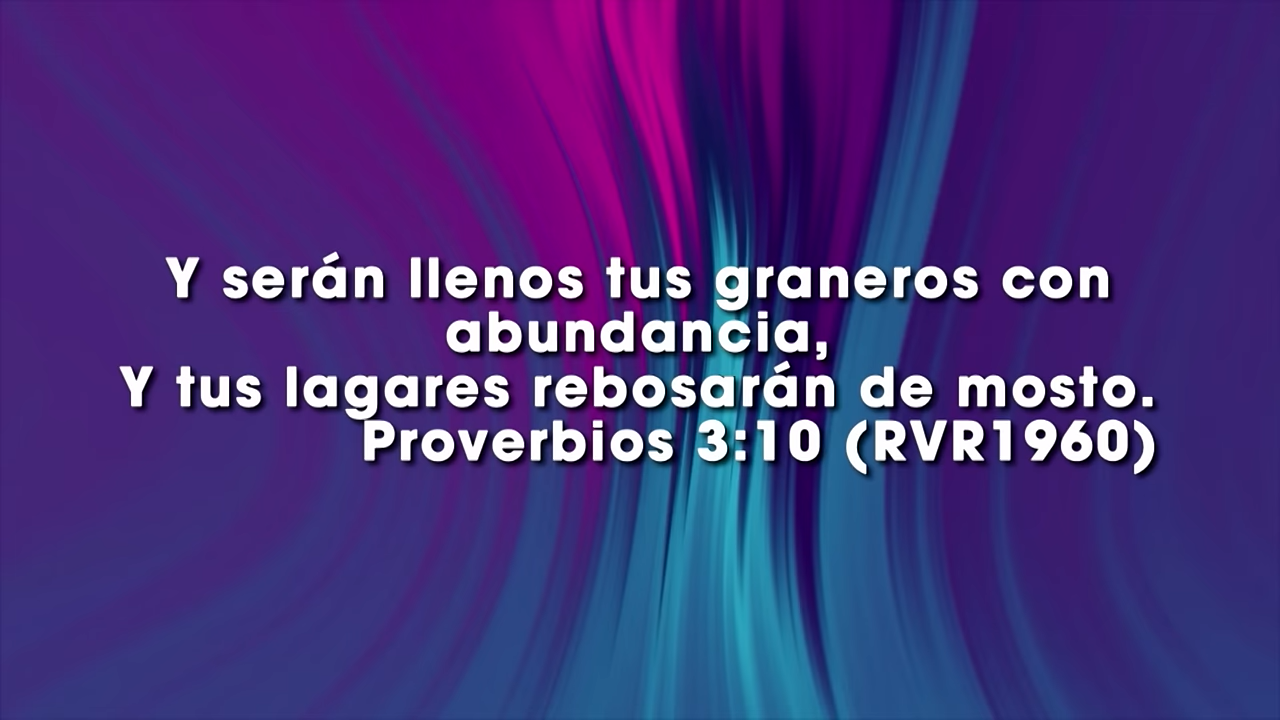 Y serán llenos tus graneros con
abundancia,
Y tus lagares rebosarán de mosto.
Proverbios 3:10 (RVR1960)